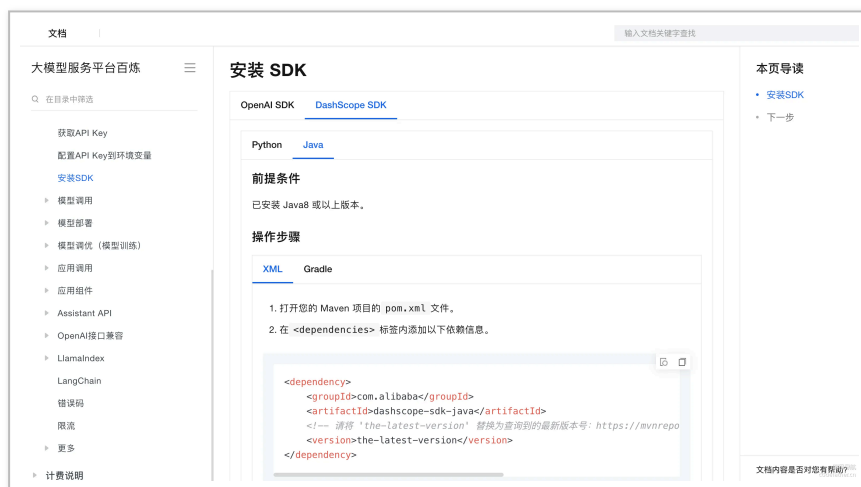 文档
输入文档关键字查找
大模型服务平台百炼
在目录中筛选
获取API Key
配置API Key到环境变量
安装SDK
模型调用
模型部署
模型调优（模型训练）
应用调用
应用组件
Assistant API
OpenAI接口兼容
LlamaIndex
LangChain
错误码
限流
更多
计费说明
安装 SDK
OpenAI SDK DashScope SDK
Python Java
前提条件
已安装 Java8 或以上版本。
操作步骤
XML Gradle
1. 打开您的 Maven 项目的 pom.xml 文件。
2. 在 <dependencies> 标签内添加以下依赖信息。
<dependency>
<groupId>com.alibaba</groupId>
<artifactId>dashscope-sdk-java</artifactId>
<!-- 请将 'the-latest-version' 替换为查询到的最新版本号：https://mvnrepo
<version>the-latest-version</version>
</dependency>
本页导读
安装SDK
下一步
文档内容是否对您有帮助?